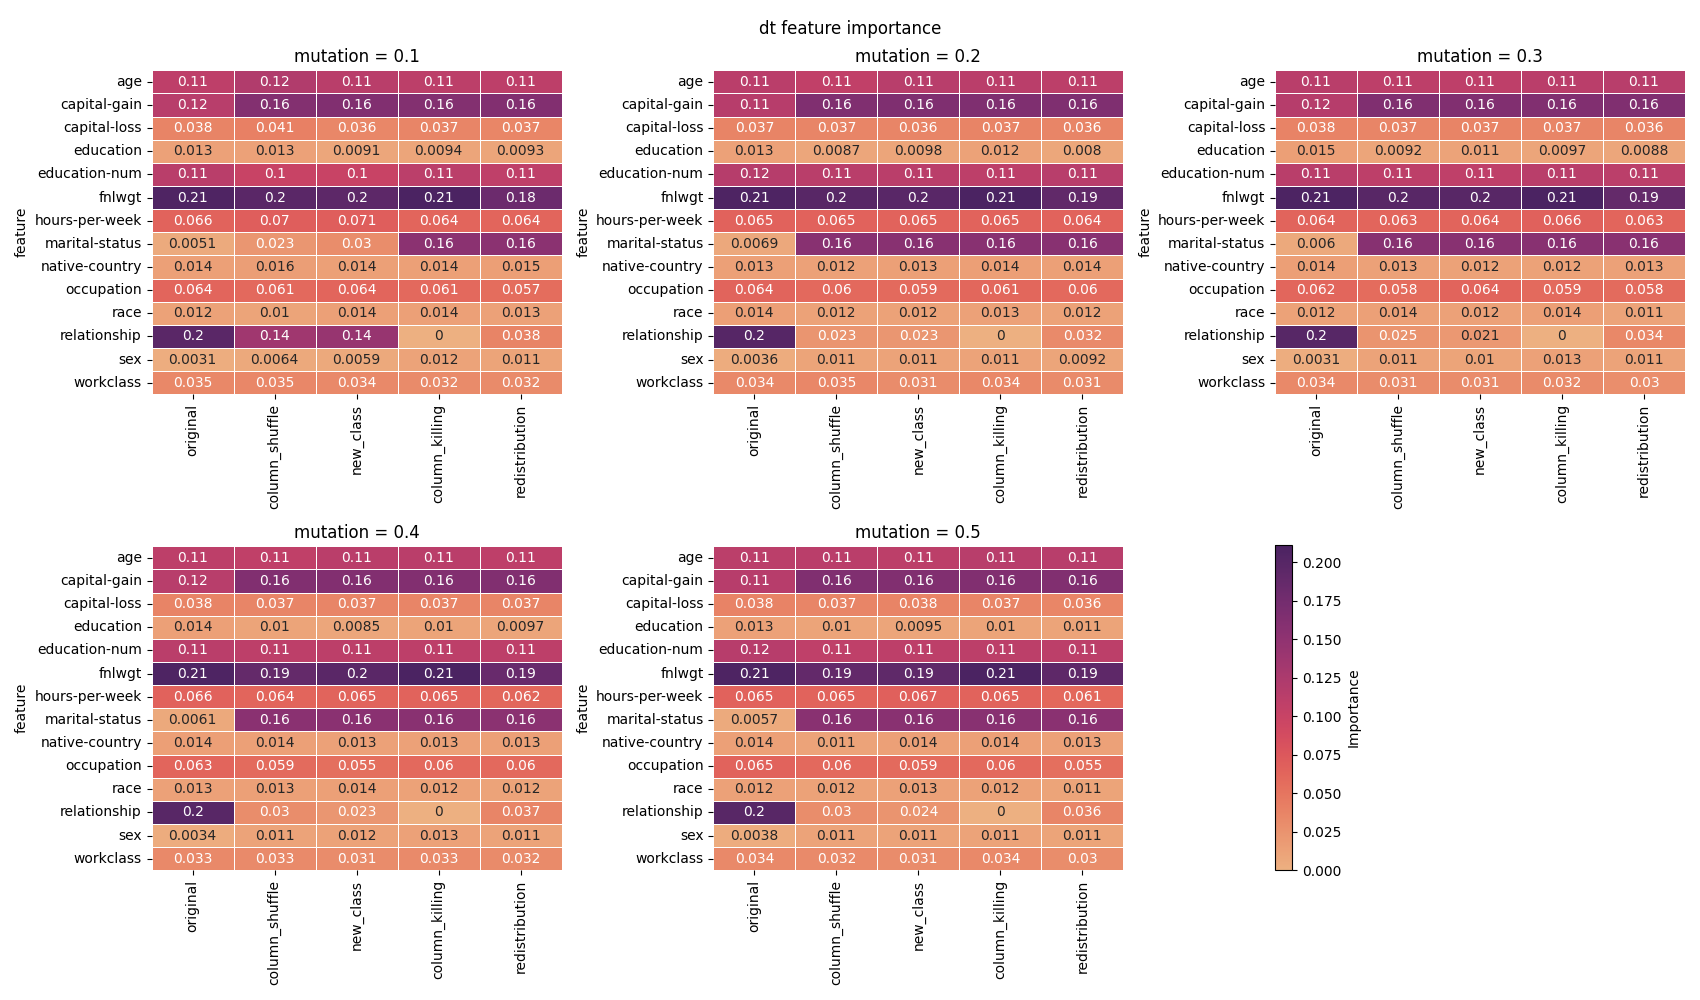 dt feature importance
mutation = 0.1
feature
age 0.11 0.12 0.11 0.11 0.11
capital-gain 0.12 0.16 0.16 0.16 0.16
capital-loss 0.038 0.041 0.036 0.037 0.037
education 0.013 0.013 0.0091 0.0094 0.0093
education-num 0.11 0.1 0.1 0.11 0.11
fnlwgt 0.21 0.2 0.2 0.21 0.18
hours-per-week 0.066 0.07 0.071 0.064 0.064
marital-status 0.0051 0.023 0.03 0.16 0.16
native-country 0.014 0.016 0.014 0.014 0.015
occupation 0.064 0.061 0.064 0.061 0.057
race 0.012 0.01 0.014 0.014 0.013
relationship 0.2 0.14 0.14 0 0.038
sex 0.0031 0.0064 0.0059 0.012 0.011
workclass 0.035 0.035 0.034 0.032 0.032
original column_shuffle new_class column_killing redistribution
mutation = 0.2
feature
age 0.11 0.11 0.11 0.11 0.11
capital-gain 0.11 0.16 0.16 0.16 0.16
capital-loss 0.037 0.037 0.036 0.037 0.036
education 0.013 0.0087 0.0098 0.012 0.008
education-num 0.12 0.11 0.11 0.11 0.11
fnlwgt 0.21 0.2 0.2 0.21 0.19
hours-per-week 0.065 0.065 0.065 0.065 0.064
marital-status 0.0069 0.16 0.16 0.16 0.16
native-country 0.013 0.012 0.013 0.014 0.014
occupation 0.064 0.06 0.059 0.061 0.06
race 0.014 0.012 0.012 0.013 0.012
relationship 0.2 0.023 0.023 0 0.032
sex 0.0036 0.011 0.011 0.011 0.0092
workclass 0.034 0.035 0.031 0.034 0.031
original column_shuffle new_class column_killing redistribution
mutation = 0.3
feature
age 0.11 0.11 0.11 0.11 0.11
capital-gain 0.12 0.16 0.16 0.16 0.16
capital-loss 0.038 0.037 0.037 0.037 0.036
education 0.015 0.0092 0.011 0.0097 0.0088
education-num 0.11 0.11 0.11 0.11 0.11
fnlwgt 0.21 0.2 0.2 0.21 0.19
hours-per-week 0.064 0.063 0.064 0.066 0.063
marital-status 0.006 0.16 0.16 0.16 0.16
native-country 0.014 0.013 0.012 0.012 0.013
occupation 0.062 0.058 0.064 0.059 0.058
race 0.012 0.014 0.012 0.014 0.011
relationship 0.2 0.025 0.021 0 0.034
sex 0.0031 0.011 0.01 0.013 0.011
workclass 0.034 0.031 0.031 0.032 0.03
original column_shuffle new_class column_killing redistribution
mutation = 0.4
feature
age 0.11 0.11 0.11 0.11 0.11
capital-gain 0.12 0.16 0.16 0.16 0.16
capital-loss 0.038 0.037 0.037 0.037 0.037
education 0.014 0.01 0.0085 0.01 0.0097
education-num 0.11 0.11 0.11 0.11 0.11
fnlwgt 0.21 0.19 0.2 0.21 0.19
hours-per-week 0.066 0.064 0.065 0.065 0.062
marital-status 0.0061 0.16 0.16 0.16 0.16
native-country 0.014 0.014 0.013 0.013 0.013
occupation 0.063 0.059 0.055 0.06 0.06
race 0.013 0.013 0.014 0.012 0.012
relationship 0.2 0.03 0.023 0 0.037
sex 0.0034 0.011 0.012 0.013 0.011
workclass 0.033 0.033 0.031 0.033 0.032
original column_shuffle new_class column_killing redistribution
mutation = 0.5
feature
age 0.11 0.11 0.11 0.11 0.11
capital-gain 0.11 0.16 0.16 0.16 0.16
capital-loss 0.038 0.037 0.038 0.037 0.036
education 0.013 0.01 0.0095 0.01 0.011
education-num 0.12 0.11 0.11 0.11 0.11
fnlwgt 0.21 0.19 0.19 0.21 0.19
hours-per-week 0.065 0.065 0.067 0.065 0.061
marital-status 0.0057 0.16 0.16 0.16 0.16
native-country 0.014 0.011 0.014 0.014 0.013
occupation 0.065 0.06 0.059 0.06 0.055
race 0.012 0.012 0.013 0.012 0.011
relationship 0.2 0.03 0.024 0 0.036
sex 0.0038 0.011 0.011 0.011 0.011
workclass 0.034 0.032 0.031 0.034 0.03
original column_shuffle new_class column_killing redistribution
0.200
0.175
0.150
0.125
0.100
0.075
0.050
0.025
0.000
Importance